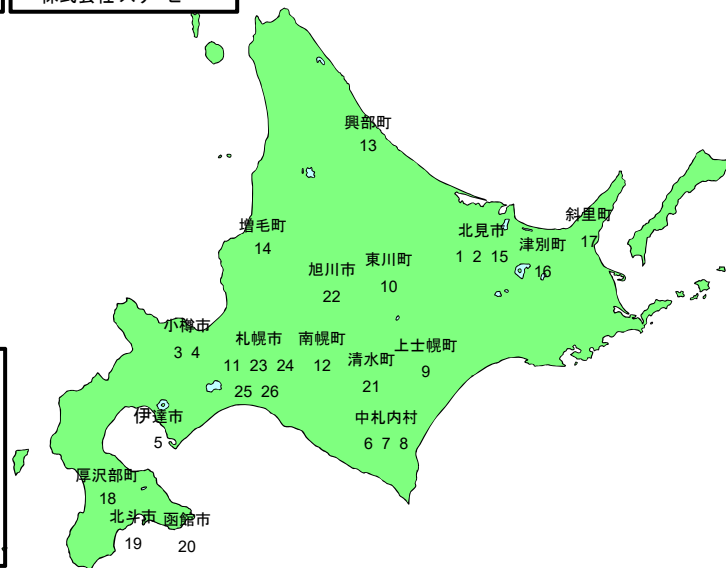 興部町
13
斜里町
17
増毛町
14
北見市
1 2 15
津別町
16
旭川市
22
東川町
10
小樽市
3 4
札幌市
11 23 24
25 26
南幌町
12
清水町
21
上士幌町
9
伊達市
5
中札内村
6 7 8
厚沢部町
18
北斗市
19
函館市
20